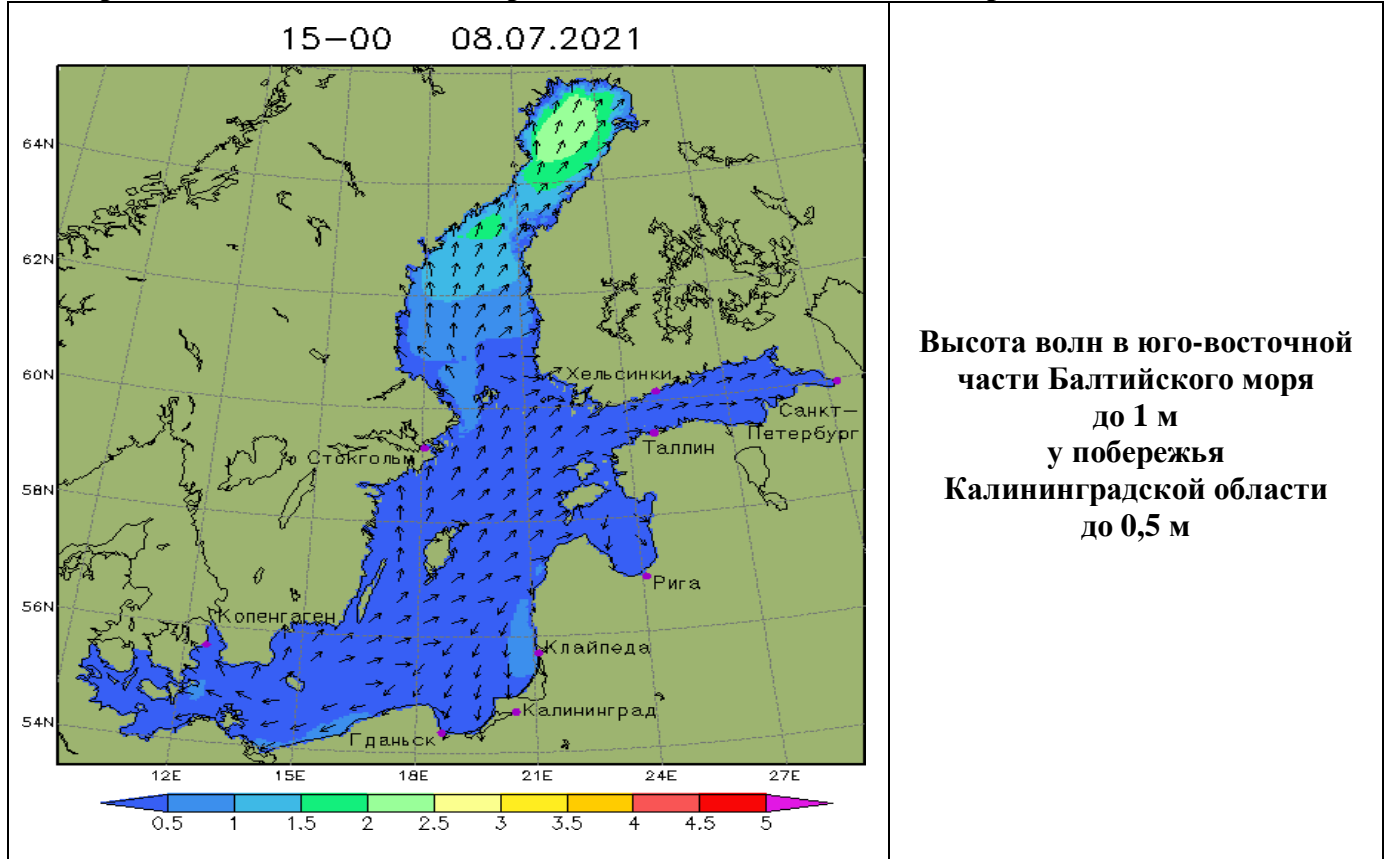 15-00 08.07.2021
64N
62N
60N
58N
56N
54N
Хельсинки
Санкт-
Петербург
Таллин
Стокгольм
Рига
Копенгаген
Клайпеда
Калининград
Гданьск
12E 15E 18E 21E 24E 27E
0.5 1 1.5 2 2.5 3 3.5 4 4.5 5
Высота волн в юго-восточной
части Балтийского моря
до 1 м
у побережья
Калининградской области
до 0,5 м